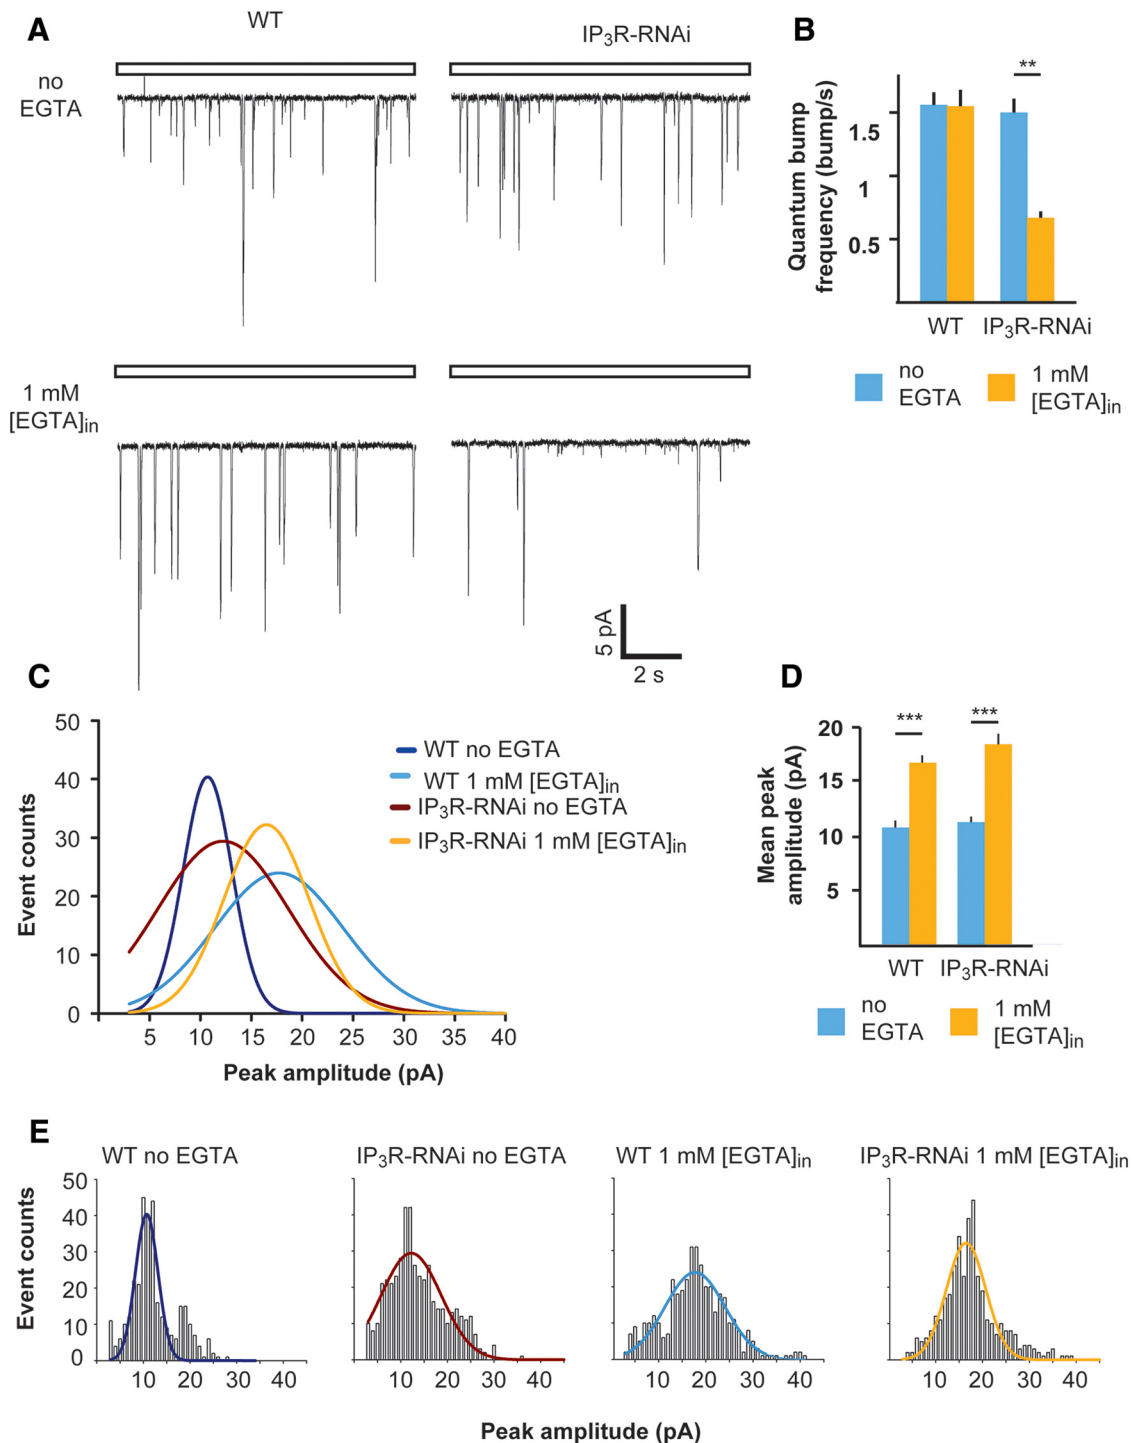 A
WT
IP3R-RNAi
no
EGTA
1 mM
[EGTA]in
5 pA
2 s
B
**
Quantum bump
frequency (bump/s)
1.5
1
0.5
WT
IP3R-RNAi
no
EGTA
1 mM
[EGTA]in
C
50
40
30
20
10
0
Event counts
5
10
15
20
25
30
35
40
Peak amplitude (pA)
WT no EGTA
WT 1 mM [EGTA]in
IP3R-RNAi no EGTA
IP3R-RNAi 1 mM [EGTA]in
D
***
***
Mean peak
amplitude (pA)
20
15
10
5
WT
IP3R-RNAi
no
EGTA
1 mM
[EGTA]in
E
WT no EGTA
IP3R-RNAi no EGTA
WT 1 mM [EGTA]in
IP3R-RNAi 1 mM [EGTA]in
Event counts
50
40
30
20
10
0
10 20 30 40
10 20 30 40
10 20 30 40
10 20 30 40
Peak amplitude (pA)